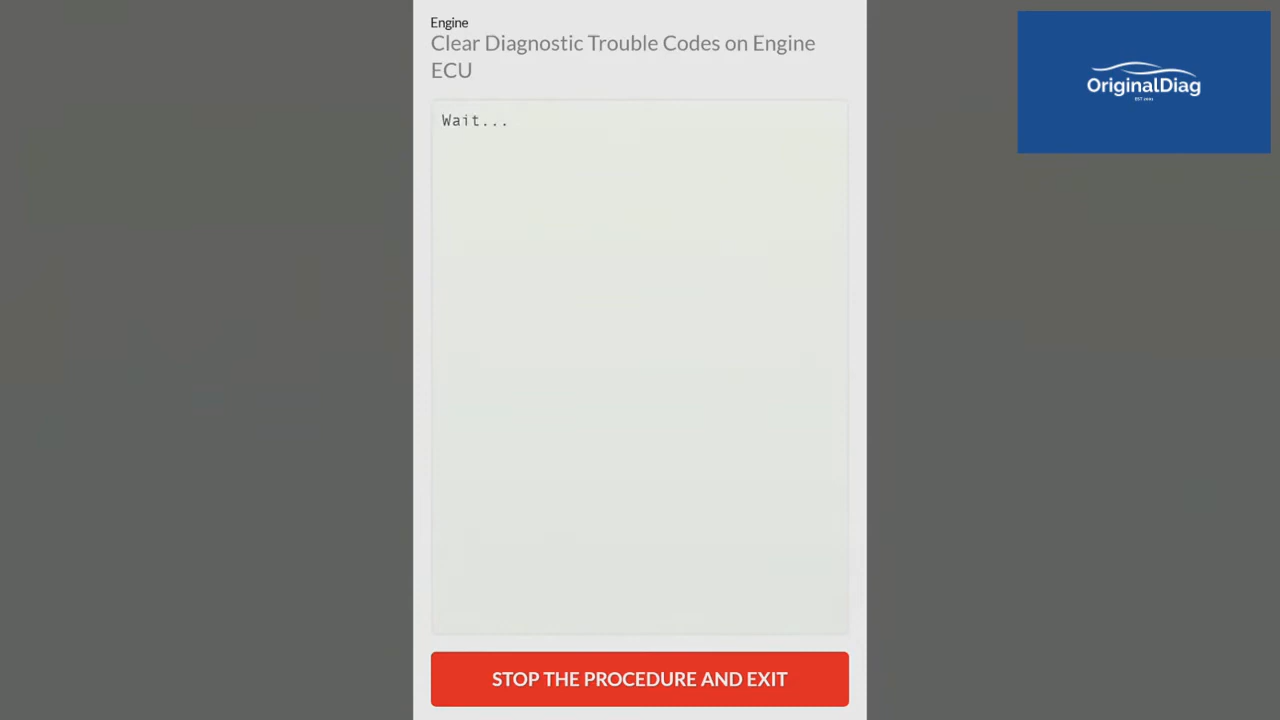 Engine
Clear Diagnostic Trouble Codes on Engine
ECU
Wait...
STOP THE PROCEDURE AND EXIT
OriginalDiag